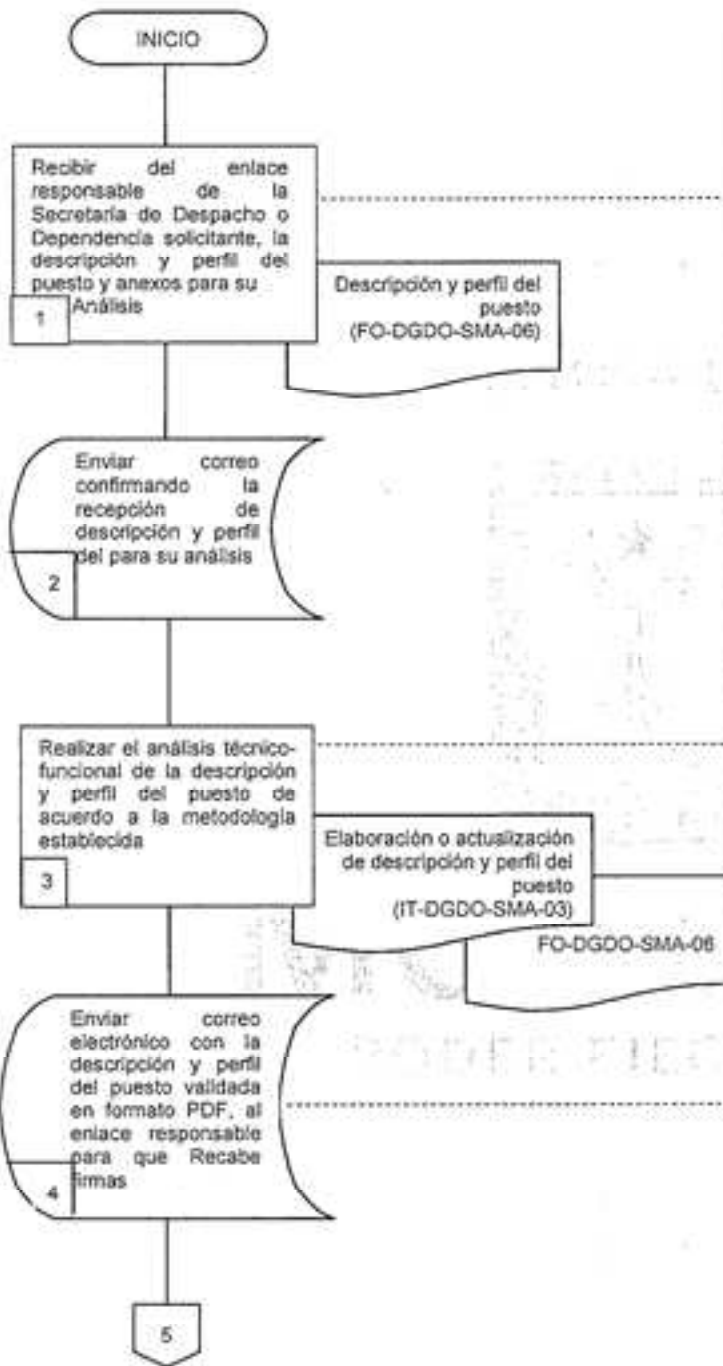 INICIO
Recibir del enlace
responsable de la
Secretaría de Despacho o
Dependencia solicitante, la
descripción y perfil del
puesto y anexos para su
Análisis
1
Descripción y perfil del
puesto
(FO-DGDO-SMA-06)
Enviar correo
confirmando la
recepción de
descripción y perfil
del para su análisis
2
Realizar el análisis técnico-
funcional de la descripción
y perfil del puesto de
acuerdo a la metodología
establecida
3
Elaboración o actualización
de descripción y perfil del
puesto
(IT-DGDO-SMA-03)
FO-DGDO-SMA-06
Enviar correo
electrónico con la
descripción y perfil
del puesto validada
en formato PDF, al
enlace responsable
para que Recabe
firmas
4
PODER EJEC
5